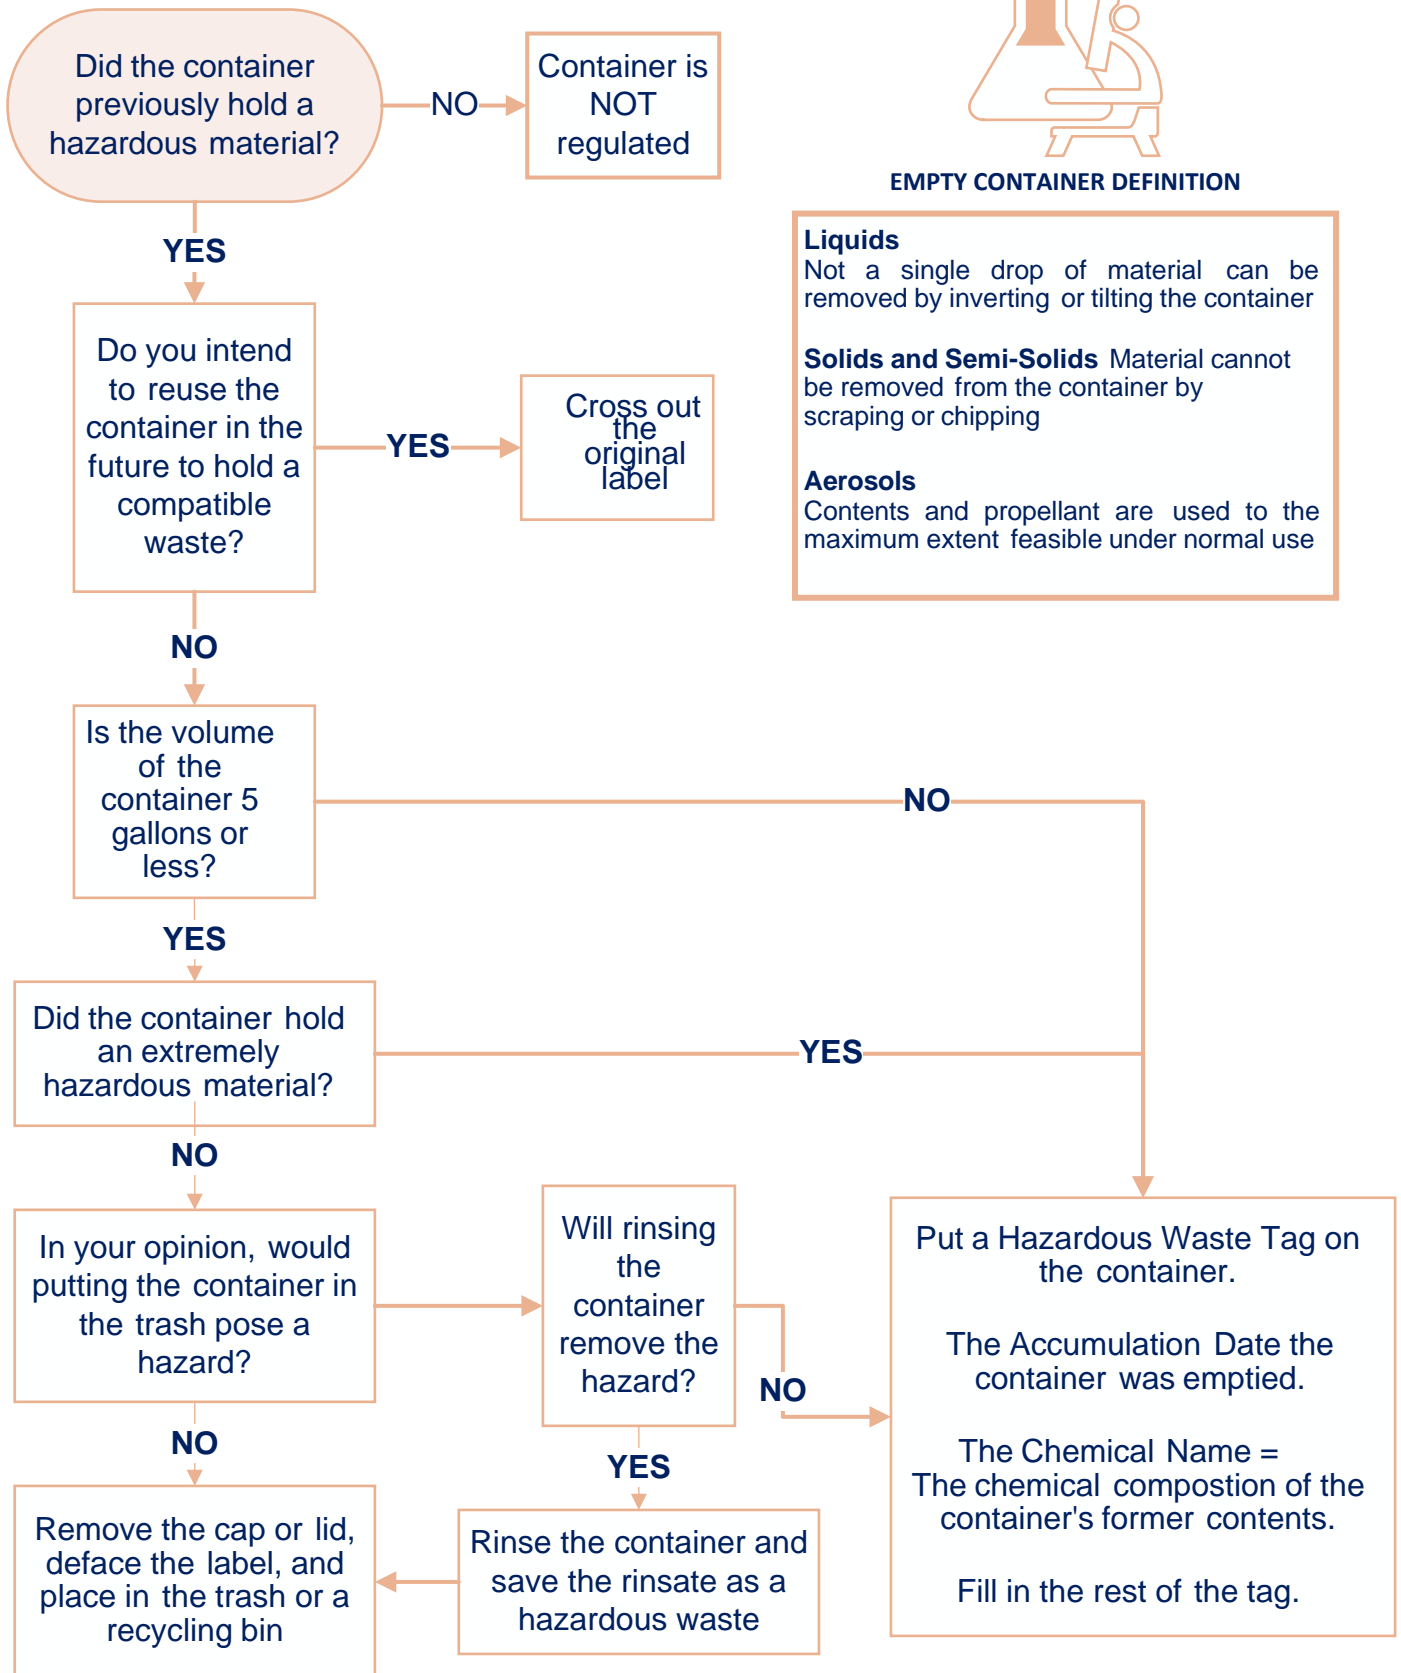 Did the container
previously hold a
hazardous material?
NO
Container is
NOT
regulated
EMPTY CONTAINER DEFINITION
Liquids
Not a single drop of material can be
removed by inverting or tilting the container
Solids and Semi-Solids Material cannot
be removed from the container by
scraping or chipping
Aerosols
Contents and propellant are used to the
maximum extent feasible under normal use
YES
Do you intend
to reuse the
container in the
future to hold a
compatible
waste?
YES
Cross out
the
original
label
NO
Is the volume
of the
container 5
gallons or
less?
NO
YES
Did the container hold
an extremely
hazardous material?
YES
NO
In your opinion, would
putting the container in
the trash pose a
hazard?
Will rinsing
the
container
remove the
hazard?
NO
Put a Hazardous Waste Tag on
the container.
The Accumulation Date the
container was emptied.
The Chemical Name =
The chemical compostion of the
container's former contents.
Fill in the rest of the tag.
NO
YES
Remove the cap or lid,
deface the label, and
place in the trash or a
recycling bin
Rinse the container and
save the rinsate as a
hazardous waste